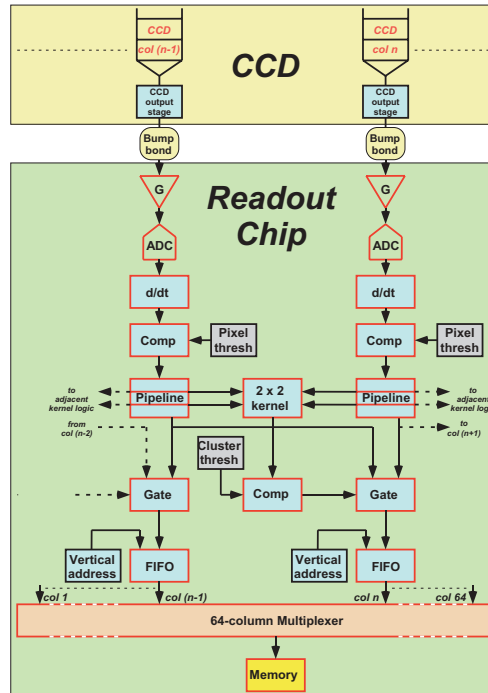 CCD
CCD
col (n-1)
col n
CCD
CCD
output
stage
CCD
output
stage
Bump
bond
Bump
bond
G
G
Readout
Chip
ADC
ADC
d/dt
d/dt
Comp
Pixel
thresh
Comp
Pixel
thresh
to
adjacent
kernel logic
Pipeline
2 x 2
kernel
Pipeline
to
adjacent
kernel logic
from
col (n-2)
to
col (n+1)
Cluster
thresh
Gate
Comp
Gate
Vertical
address
FIFO
Vertical
address
FIFO
col 1
col (n-1)
col n
col 64
64-column Multiplexer
Memory